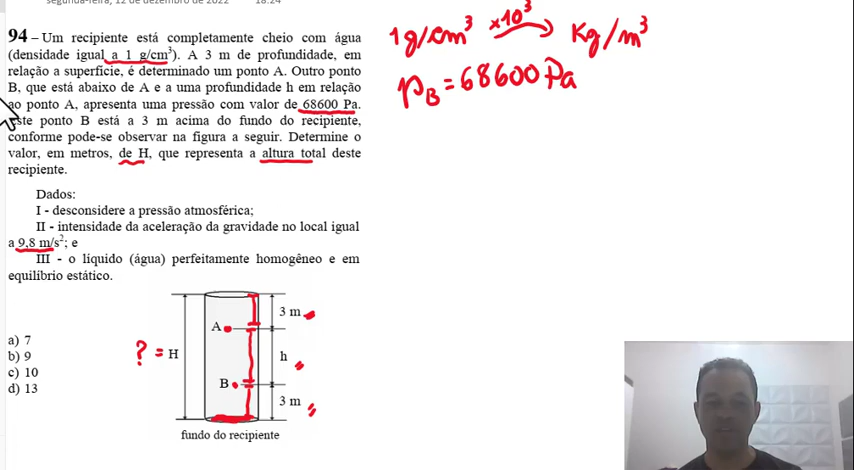 segunda-feira, 12 de dezembro de 2022 18:24
94 – Um recipiente está completamente cheio com água
(densidade igual a 1 g/cm³). A 3 m de profundidade, em
relação a superfície, é determinado um ponto A. Outro ponto
B, que está abaixo de A e a uma profundidade h em relação
ao ponto A, apresenta uma pressão com valor de 68600 Pa.
Este ponto B está a 3 m acima do fundo do recipiente,
conforme pode-se observar na figura a seguir. Determine o
valor, em metros, de H, que representa a altura total deste
recipiente.
Dados:
I - desconsidere a pressão atmosférica;
II - intensidade da aceleração da gravidade no local igual
a 9,8 m/s²; e
III - o líquido (água) perfeitamente homogêneo e em
equilíbrio estático.
a) 7
b) 9
c) 10
d) 13
3 m
A
? = H
h
B
3 m
fundo do recipiente
1g/cm³ ×10³ Kg/m³
pB = 68600 Pa